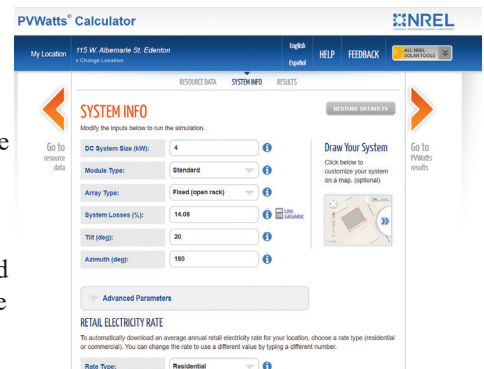 PVWatts® Calculator
NREL
My Location
115 W. Albemarle St. Edenton
» Change Location
English
Español
HELP
FEEDBACK
ALL NREL
SOLAR TOOLS
RESOURCE DATA
SYSTEM INFO
RESULTS
SYSTEM INFO
RESTORE DEFAULTS
Modify the inputs below to run the simulation.
e
Go to
resource
data
DC System Size (kW): 4
Module Type: Standard
Array Type: Fixed (open rack)
System Losses (%): 14.08
Loss
Calculator
Tilt (deg): 20
Azimuth (deg): 180
Draw Your System
Click below to
customize your system
on a map. (optional)
Go to
PVWatts
results
d
e
Advanced Parameters
RETAIL ELECTRICITY RATE
To automatically download an average annual retail electricity rate for your location, choose a rate type (residential
or commercial). You can change the rate to use a different value by typing a different number.
Rate Type: Residential